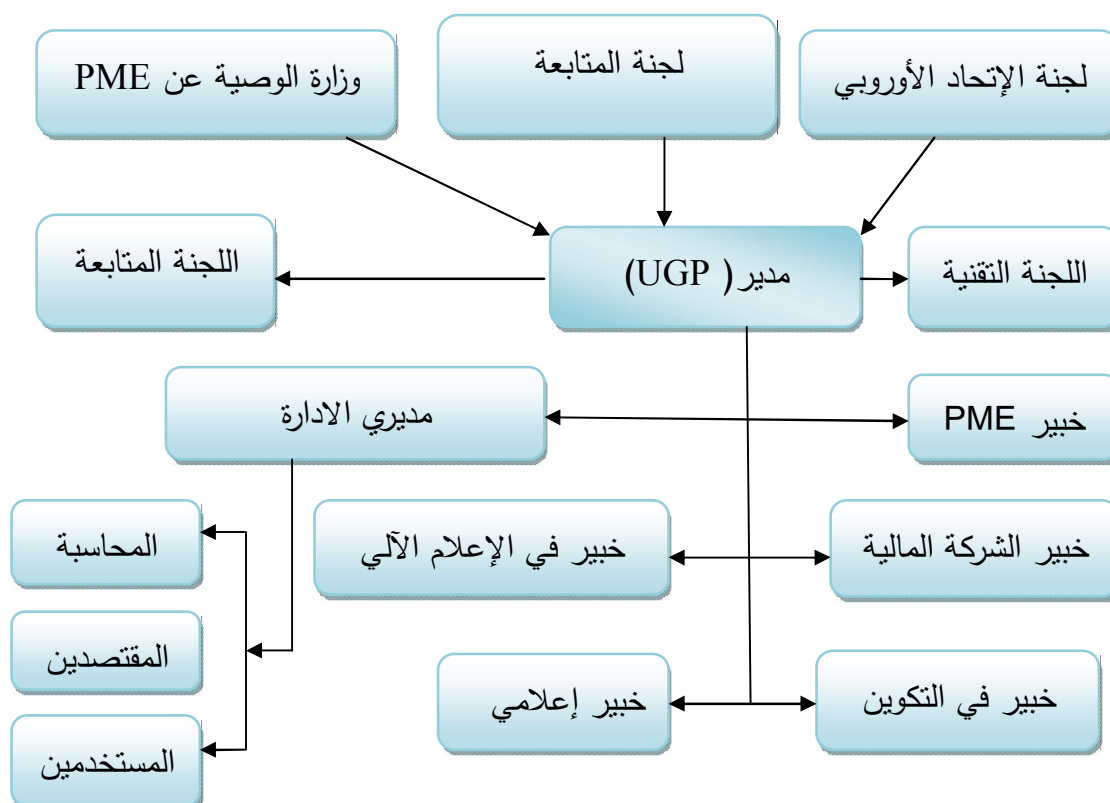 لجنة الإتحاد الأوروبي
لجنة المتابعة
وزارة الوصية عن PME
اللجنة التقنية
مدير( UGP)
اللجنة المتابعة
خبير PME
مديري الادارة
خبير الشركة المالية
خبير في الإعلام الآلي
المحاسبة
المقتصدين
خبير في التكوين
خبير إعلامي
المستخدمين